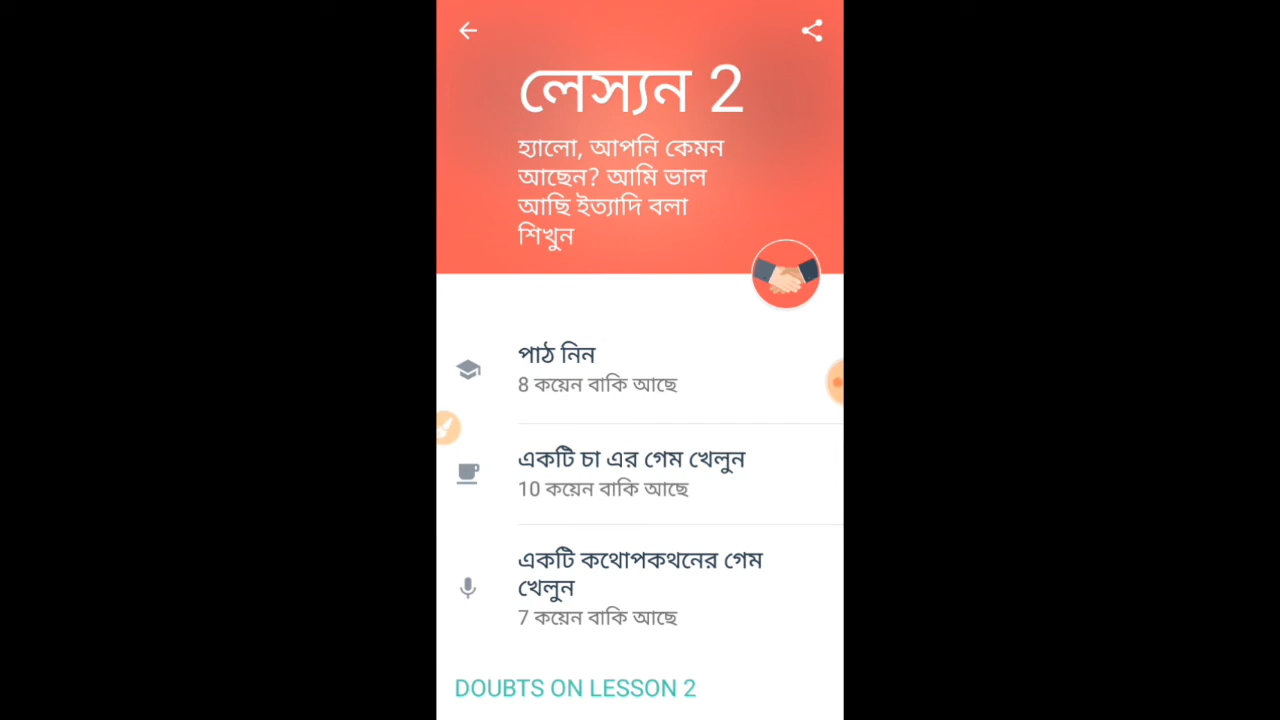 লেস্যন 2
হ্যালো, আপনি কেমন
আছেন? আমি ভাল
আছি ইত্যাদি বলা
শিখুন
পাঠ নিন
8 কয়েন বাকি আছে
একটি চা এর গেম খেলুন
10 কয়েন বাকি আছে
একটি কথোপকথনের গেম
খেলুন
7 কয়েন বাকি আছে
DOUBTS ON LESSON 2